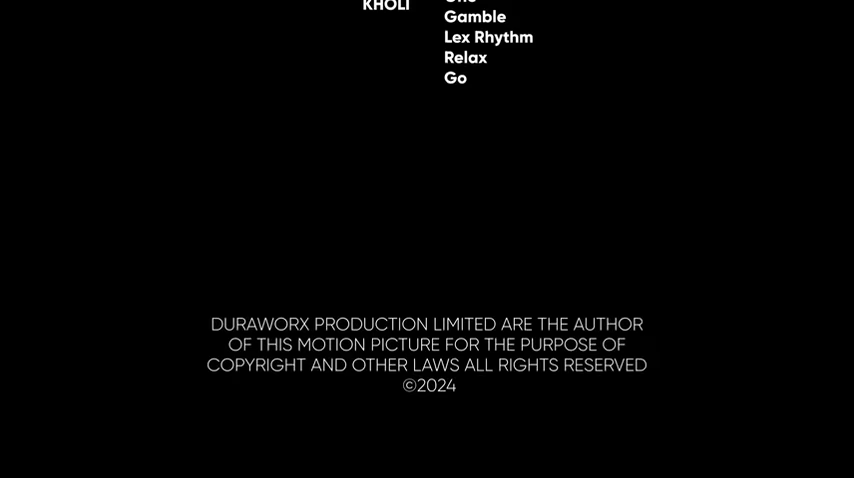 KHOLI
Gamble
Lex Rhythm
Relax
Go
DURAWORX PRODUCTION LIMITED ARE THE AUTHOR
OF THIS MOTION PICTURE FOR THE PURPOSE OF
COPYRIGHT AND OTHER LAWS ALL RIGHTS RESERVED
©2024